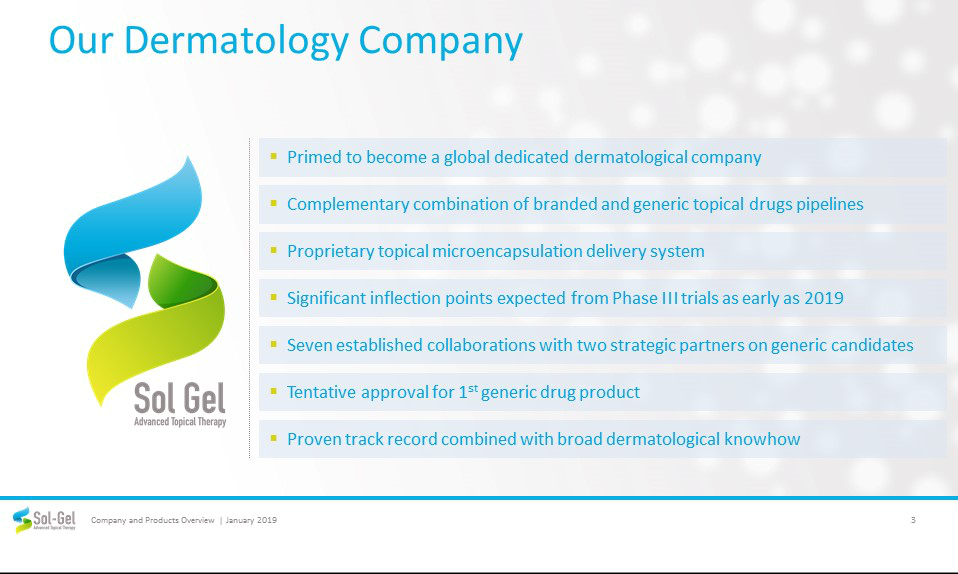 Our Dermatology Company
Primed to become a global dedicated dermatological company
Complementary combination of branded and generic topical drugs pipelines
Proprietary topical microencapsulation delivery system
Significant inflection points expected from Phase III trials as early as 2019
Seven established collaborations with two strategic partners on generic candidates
Tentative approval for 1st generic drug product
Proven track record combined with broad dermatological knowhow
Sol Gel
Advanced Topical Therapy
Sol-Gel
Advanced Topical Therapy
Company and Products Overview | January 2019
3